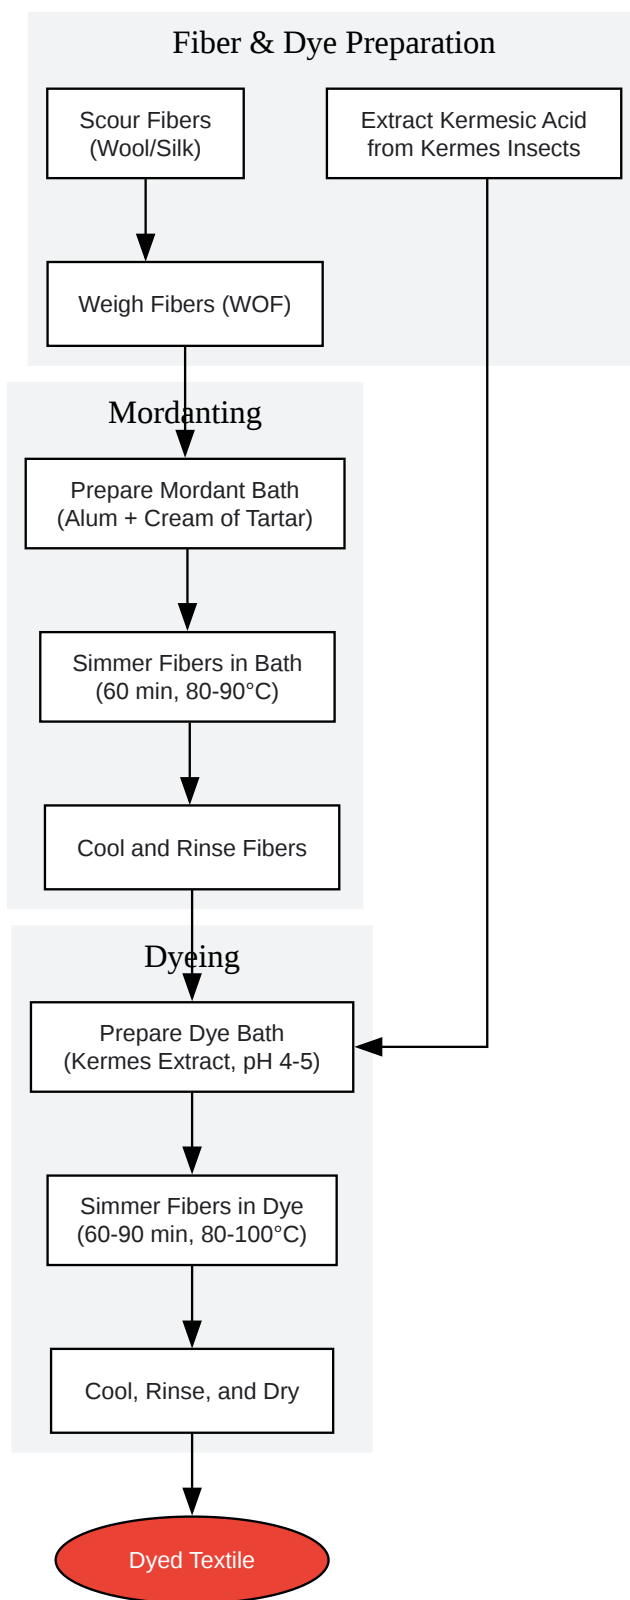 Fiber & Dye Preparation
Scour Fibers
(Wool/Silk)
Extract Kermesic Acid
from Kermes Insects
Weigh Fibers (WOF)
Mordanting
Prepare Mordant Bath
(Alum + Cream of Tartar)
Simmer Fibers in Bath
(60 min, 80-90°C)
Cool and Rinse Fibers
Dyeing
Prepare Dye Bath
(Kermes Extract, pH 4-5)
Simmer Fibers in Dye
(60-90 min, 80-100°C)
Cool, Rinse, and Dry
Dyed Textile